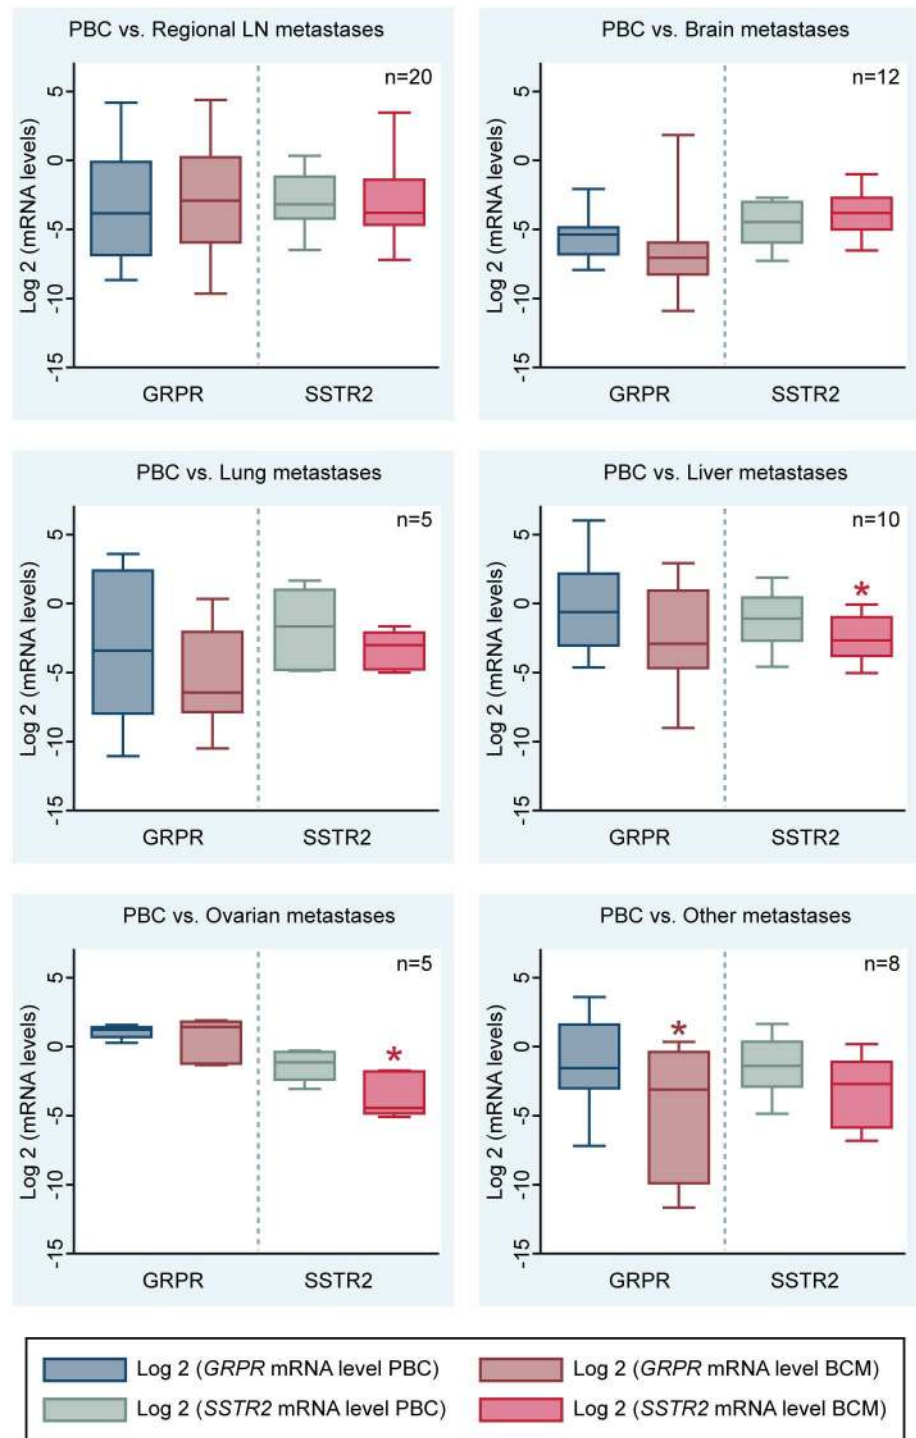 PBC vs. Regional LN metastases
n=20
Log 2 (mRNA levels)
5
0
-5
-10
-15
GRPR SSTR2
PBC vs. Brain metastases
n=12
Log 2 (mRNA levels)
5
0
-5
-10
-15
GRPR SSTR2
PBC vs. Lung metastases
n=5
Log 2 (mRNA levels)
5
0
-5
-10
-15
GRPR SSTR2
PBC vs. Liver metastases
n=10
*
Log 2 (mRNA levels)
5
0
-5
-10
-15
GRPR SSTR2
PBC vs. Ovarian metastases
n=5
*
Log 2 (mRNA levels)
5
0
-5
-10
-15
GRPR SSTR2
PBC vs. Other metastases
n=8
*
Log 2 (mRNA levels)
5
0
-5
-10
-15
GRPR SSTR2
Log 2 (GRPR mRNA level PBC) Log 2 (GRPR mRNA level BCM)
Log 2 (SSTR2 mRNA level PBC) Log 2 (SSTR2 mRNA level BCM)